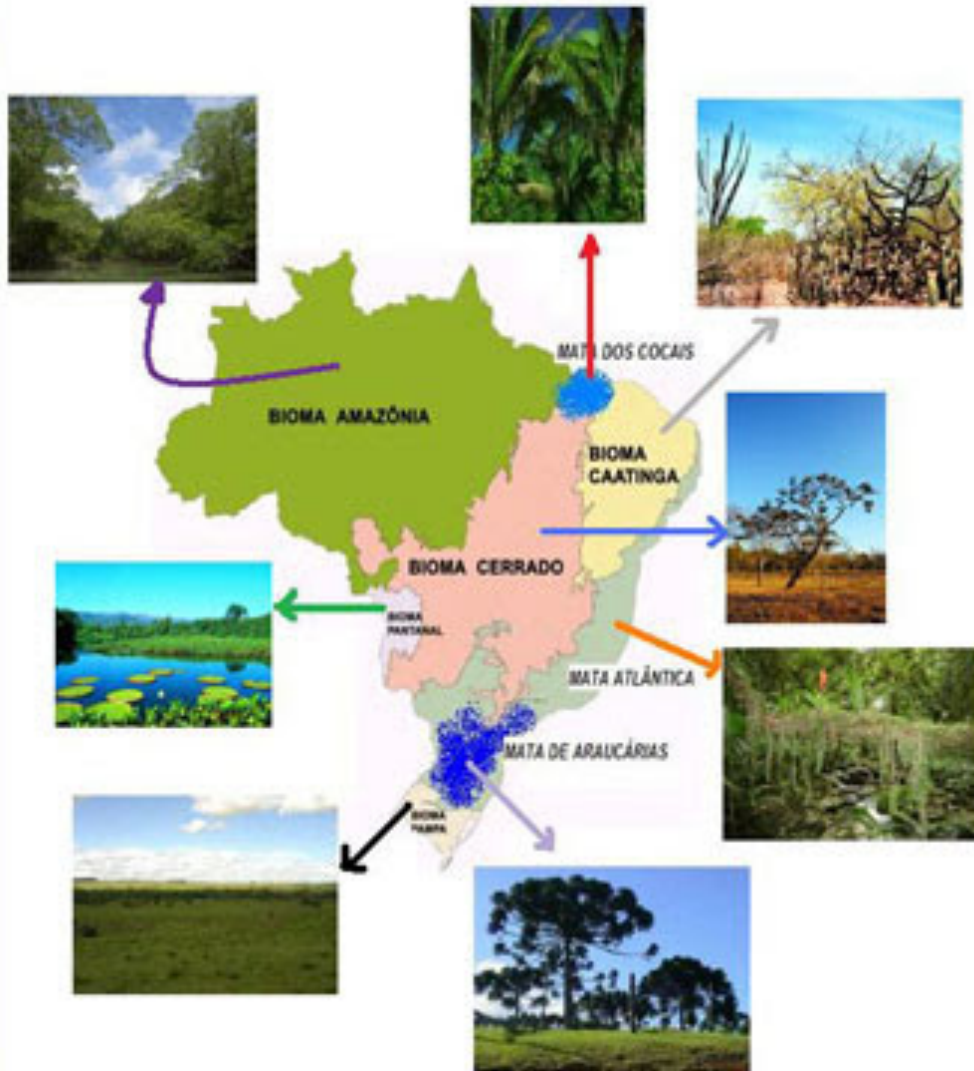 MATA DOS COCAIS
BIOMA AMAZÔNIA
BIOMA
CAATINGA
BIOMA CERRADO
BIOMA
PANTANAL
MATA ATLÂNTICA
MATA DE ARAUCÁRIAS
BIOMA
PAMPA